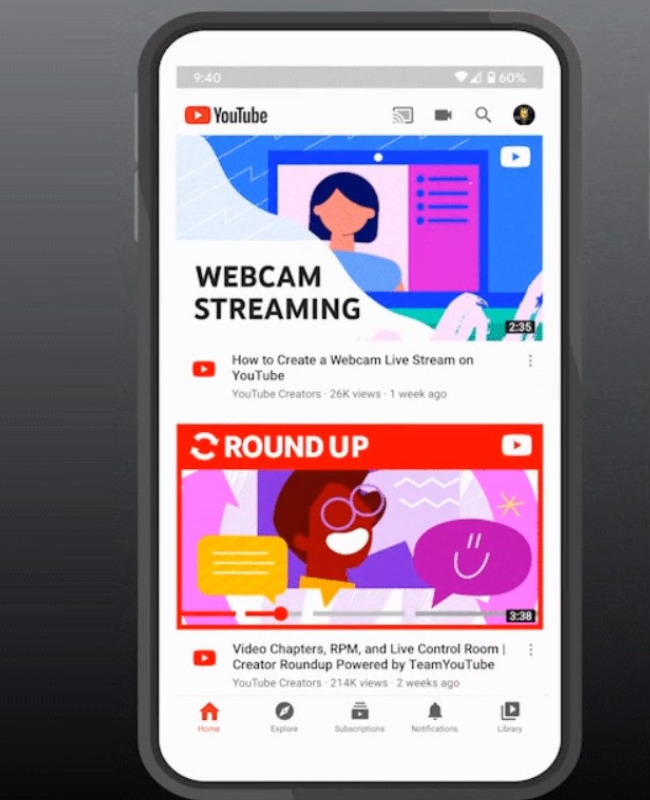 9:40
60%
YouTube
WEBCAM
STREAMING
2:35
How to Create a Webcam Live Stream on
YouTube
YouTube Creators · 26K views · 1 week ago
ROUND UP
3:38
Video Chapters, RPM, and Live Control Room |
Creator Roundup Powered by TeamYouTube
YouTube Creators · 214K views · 2 weeks ago
Home
Explore
Subscriptions
Notifications
Library